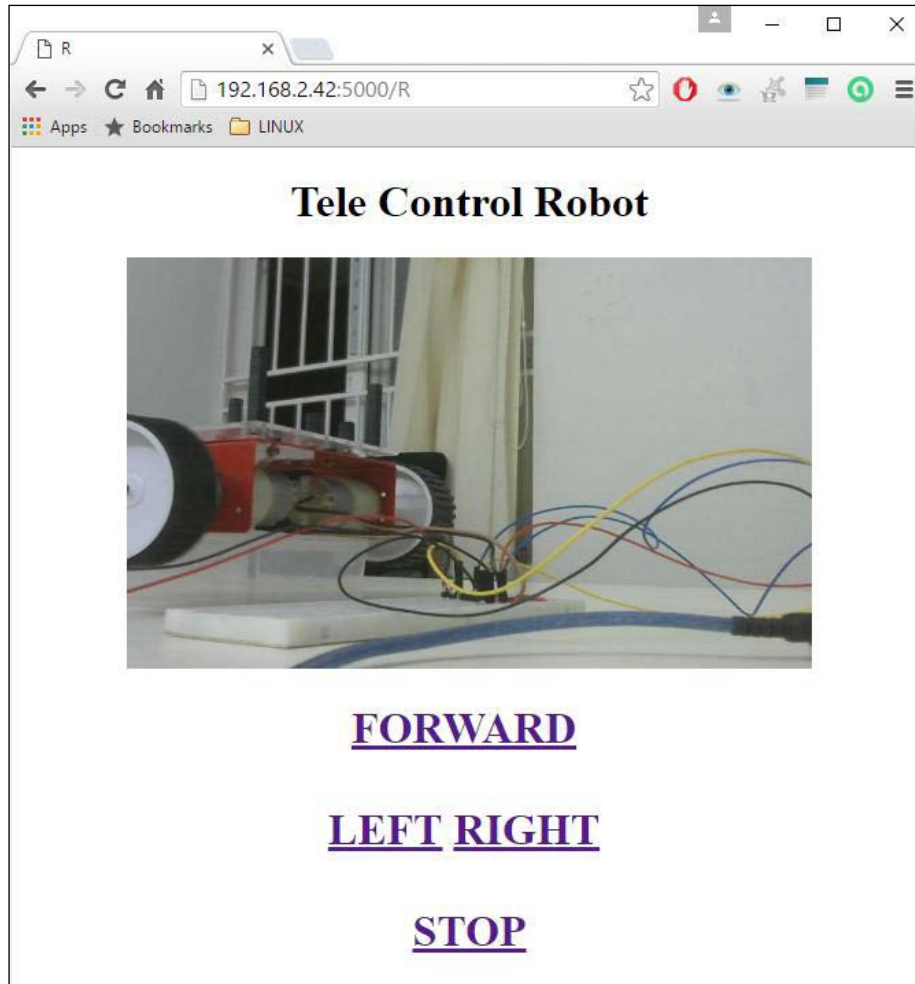 R
192.168.2.42:5000/R
Apps Bookmarks LINUX
Tele Control Robot
FORWARD
LEFT RIGHT
STOP